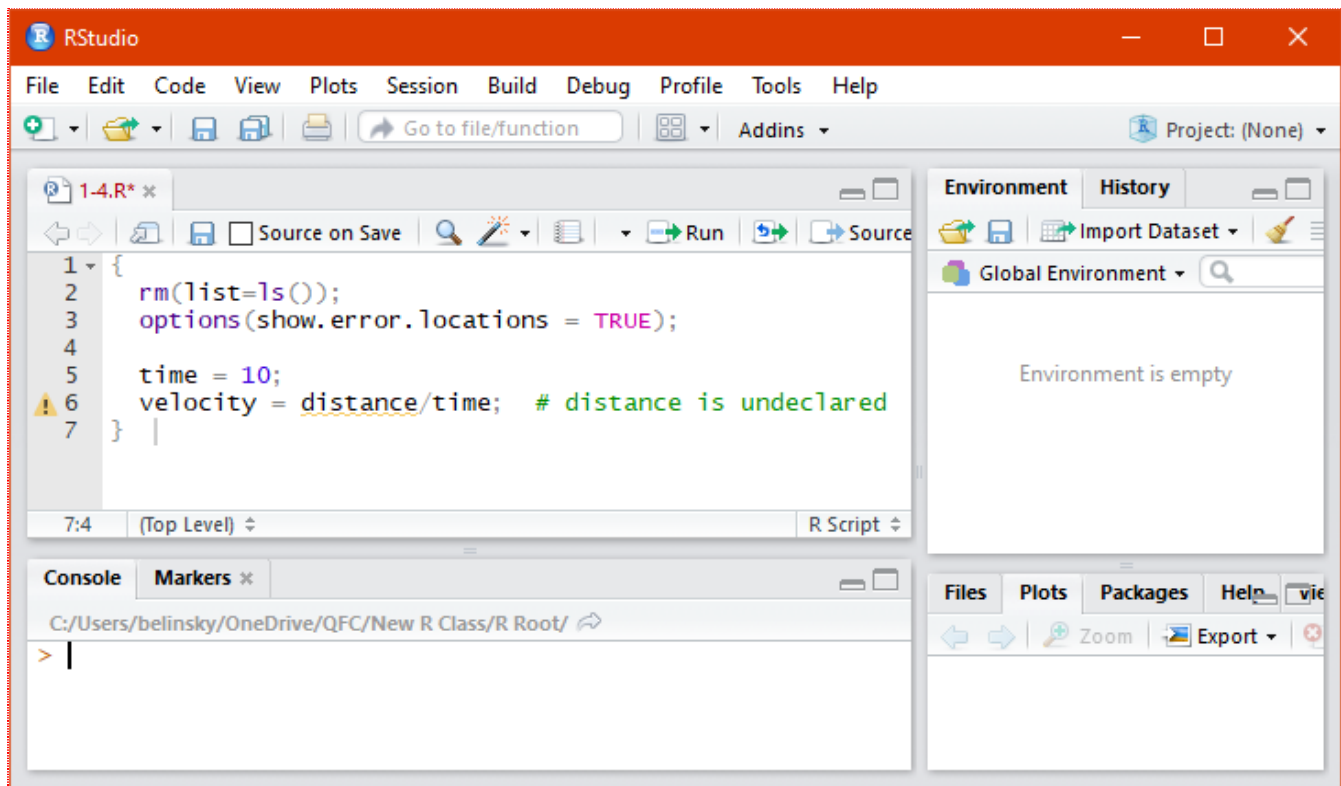 RStudio
File Edit Code View Plots Session Build Debug Profile Tools Help
Go to file/function Addins Project: (None)
1-4.R*
Source on Save Run Source
1 {
2 rm(list=ls());
3 options(show.error.locations = TRUE);
4
5 time = 10;
6 velocity = distance/time;  # distance is undeclared
7 }
7:4 (Top Level) R Script
Console Markers
C:/Users/belinsky/OneDrive/QFC/New R Class/R Root/
>
Environment History
Import Dataset
Global Environment
Environment is empty
Files Plots Packages Help
Zoom Export